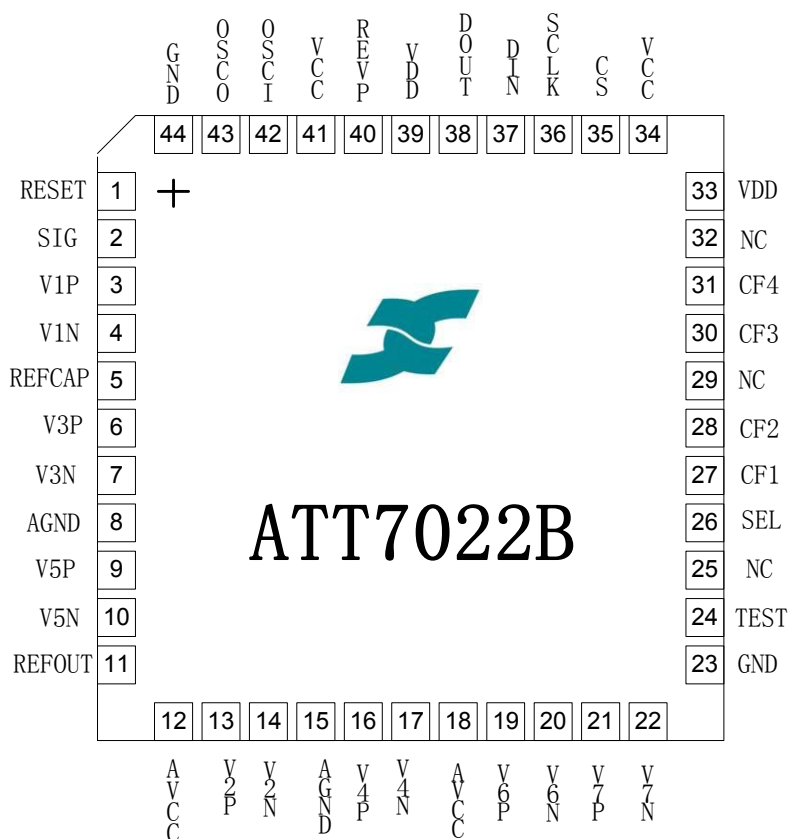 GND OSCO OSCI VCC REVP VDD DOUT DIN SCLK CS VCC
44 43 42 41 40 39 38 37 36 35 34
RESET 1 33 VDD
SIG 2 32 NC
V1P 3 31 CF4
V1N 4 30 CF3
REFCAP 5 29 NC
V3P 6 28 CF2
V3N 7 27 CF1
AGND 8 26 SEL
V5P 9 25 NC
V5N 10 24 TEST
REFOUT 11 23 GND
ATT7022B
12 13 14 15 16 17 18 19 20 21 22
AVCC V2P V2N AGND V4P V4N AVCC V6P V6N V7P V7N